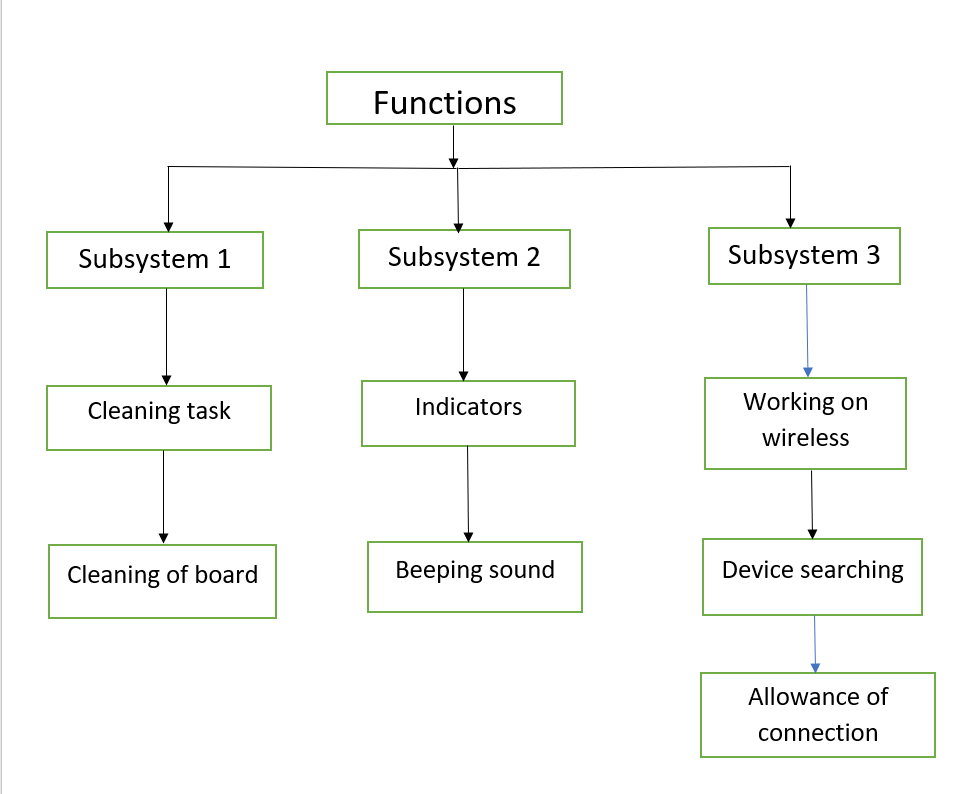 Functions
Subsystem 1
Subsystem 2
Subsystem 3
Cleaning task
Indicators
Working on
wireless
Cleaning of board
Beeping sound
Device searching
Allowance of
connection